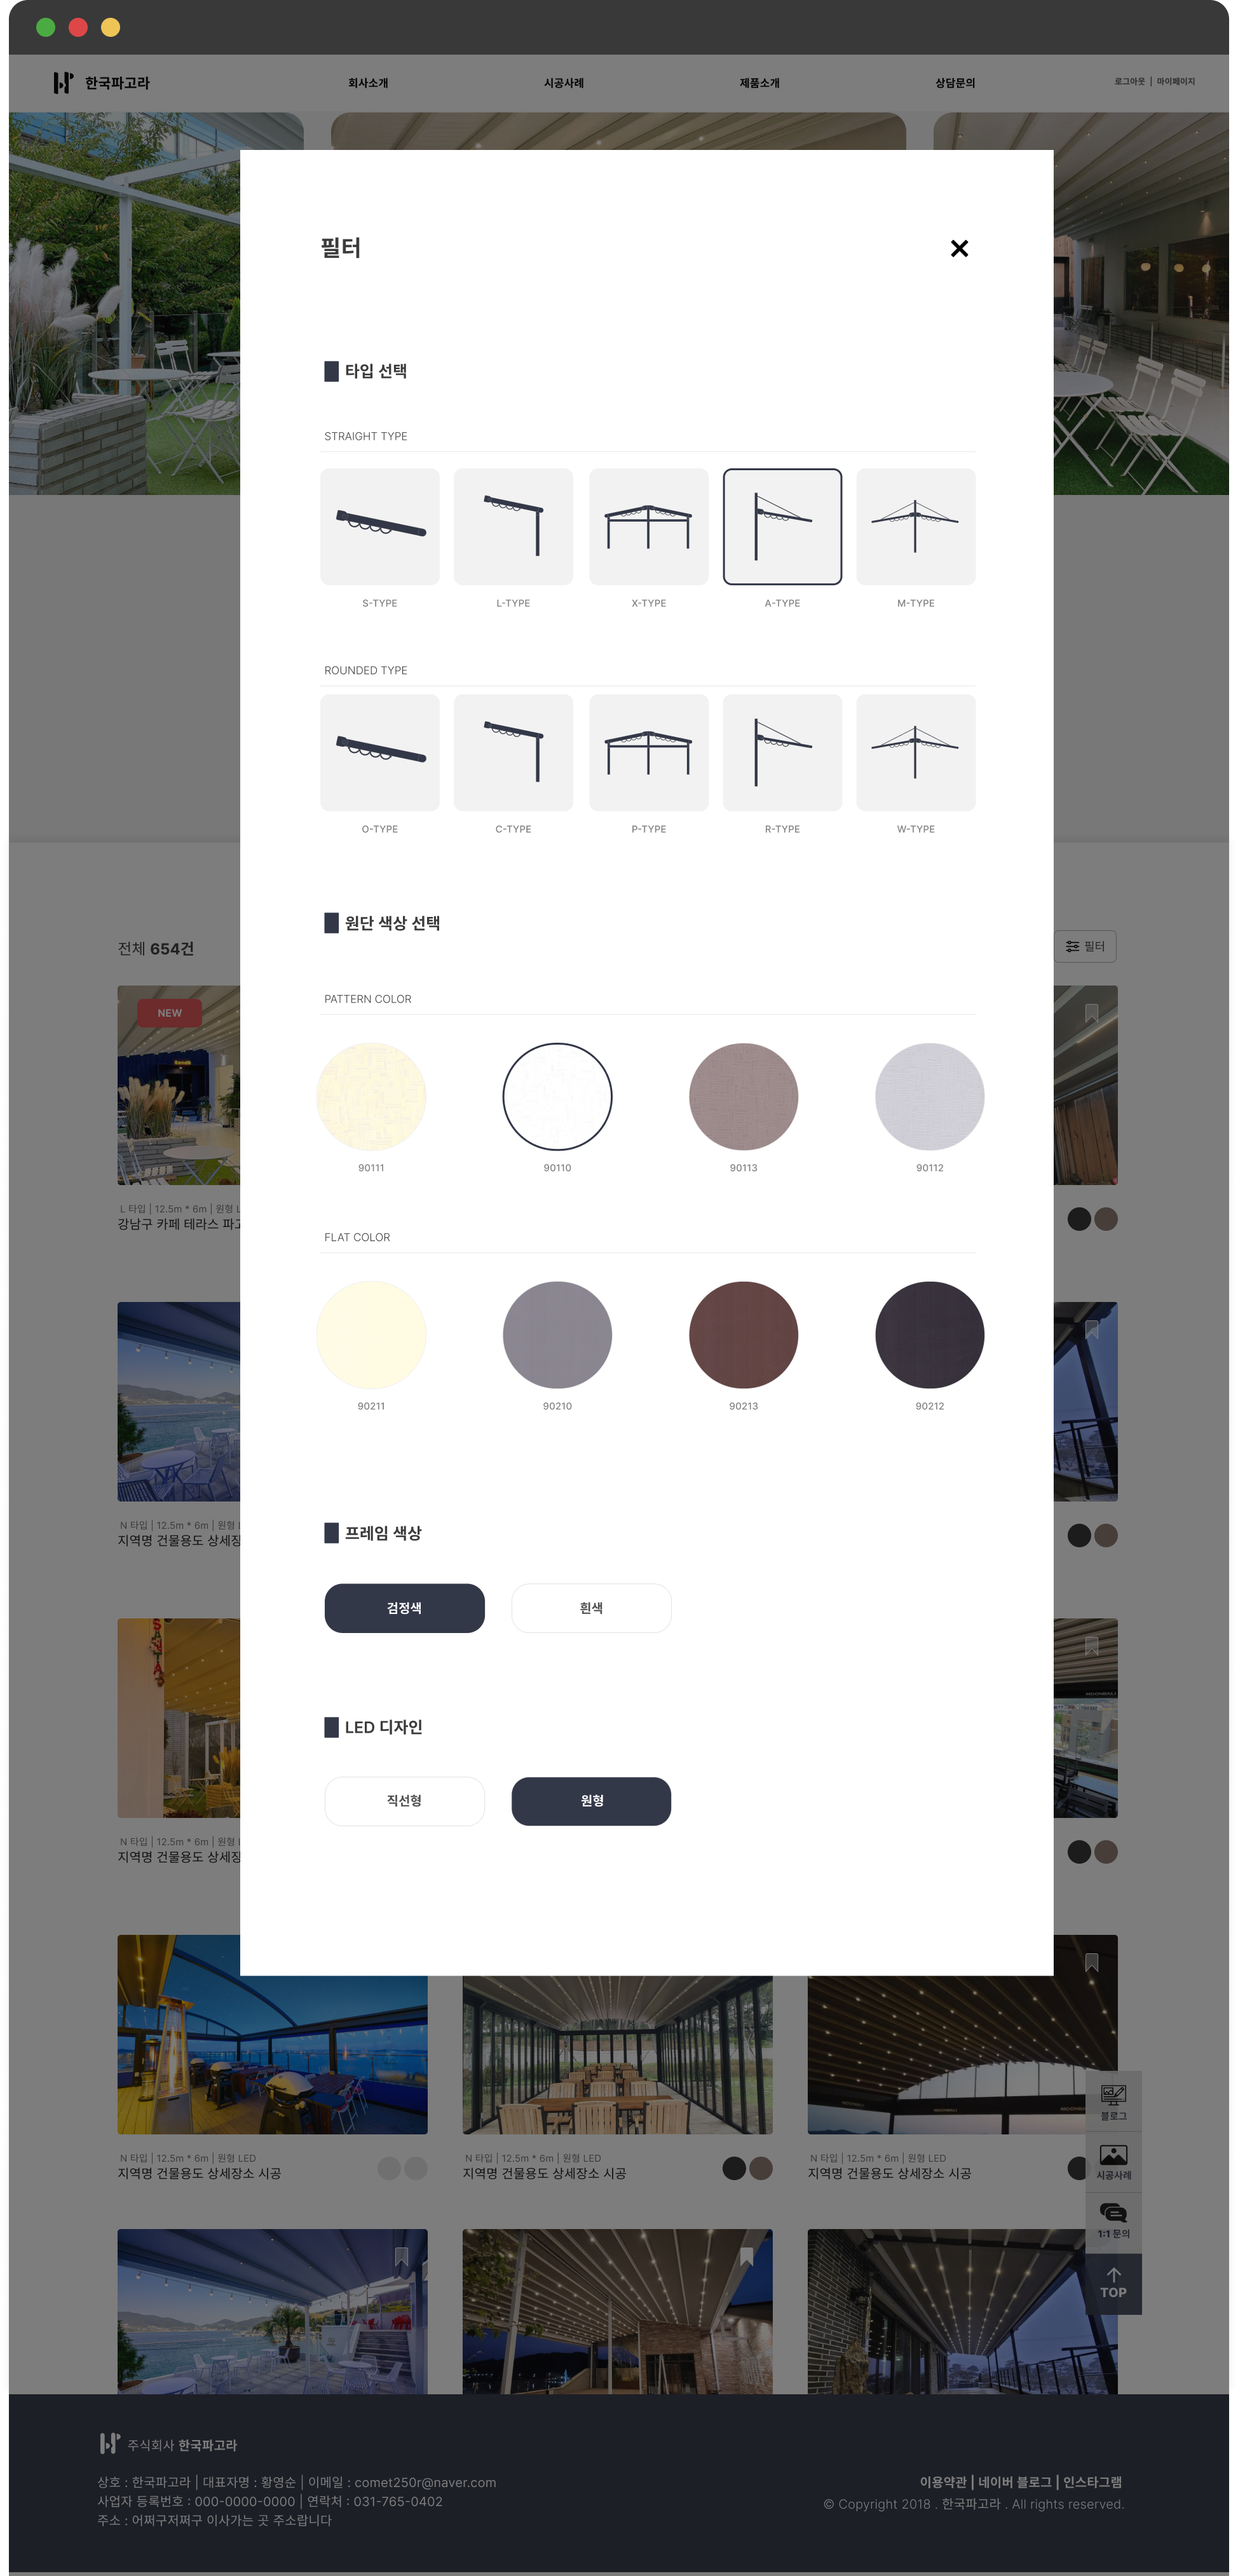 한국파고라
회사소개
시공사례
제품소개
상담문의
로그아웃 | 마이페이지
필터
타입 선택
STRAIGHT TYPE
S-TYPE
L-TYPE
X-TYPE
A-TYPE
M-TYPE
ROUNDED TYPE
O-TYPE
C-TYPE
P-TYPE
R-TYPE
W-TYPE
원단 색상 선택
전체 654건
필터
NEW
PATTERN COLOR
90111
90110
90113
90112
L 타입 | 12.5m * 6m | 원형
강남구 카페 테라스
FLAT COLOR
90211
90210
90213
90212
N 타입 | 12.5m * 6m | 원형
지역명 건물용도 상세장
프레임 색상
검정색
흰색
LED 디자인
직선형
원형
N 타입 | 12.5m * 6m | 원형
지역명 건물용도 상세장
N 타입 | 12.5m * 6m | 원형 LED
지역명 건물용도 상세장소 시공
N 타입 | 12.5m * 6m | 원형 LED
지역명 건물용도 상세장소 시공
N 타입 | 12.5m * 6m | 원형 LED
지역명 건물용도 상세장소 시공
블로그
시공사례
1:1 문의
TOP
주식회사 한국파고라
상호 : 한국파고라 | 대표자명 : 황영순 | 이메일 : comet250r@naver.com
사업자 등록번호 : 000-0000-0000 | 연락처 : 031-765-0402
주소 : 어쩌구저쩌구 이사가는 곳 주소랍니다
이용약관 | 네이버 블로그 | 인스타그램
© Copyright 2018 . 한국파고라 . All rights reserved.